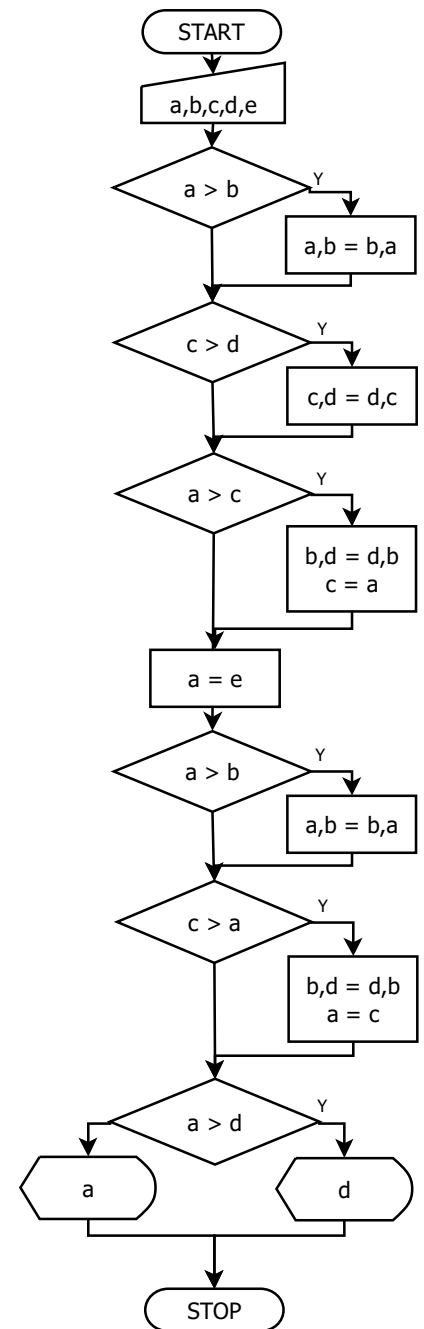 START
a,b,c,d,e
a > b
Y
a,b = b,a
c > d
Y
c,d = d,c
a > c
Y
b,d = d,b
c = a
a = e
a > b
Y
a,b = b,a
c > a
Y
b,d = d,b
a = c
a > d
Y
a
d
STOP